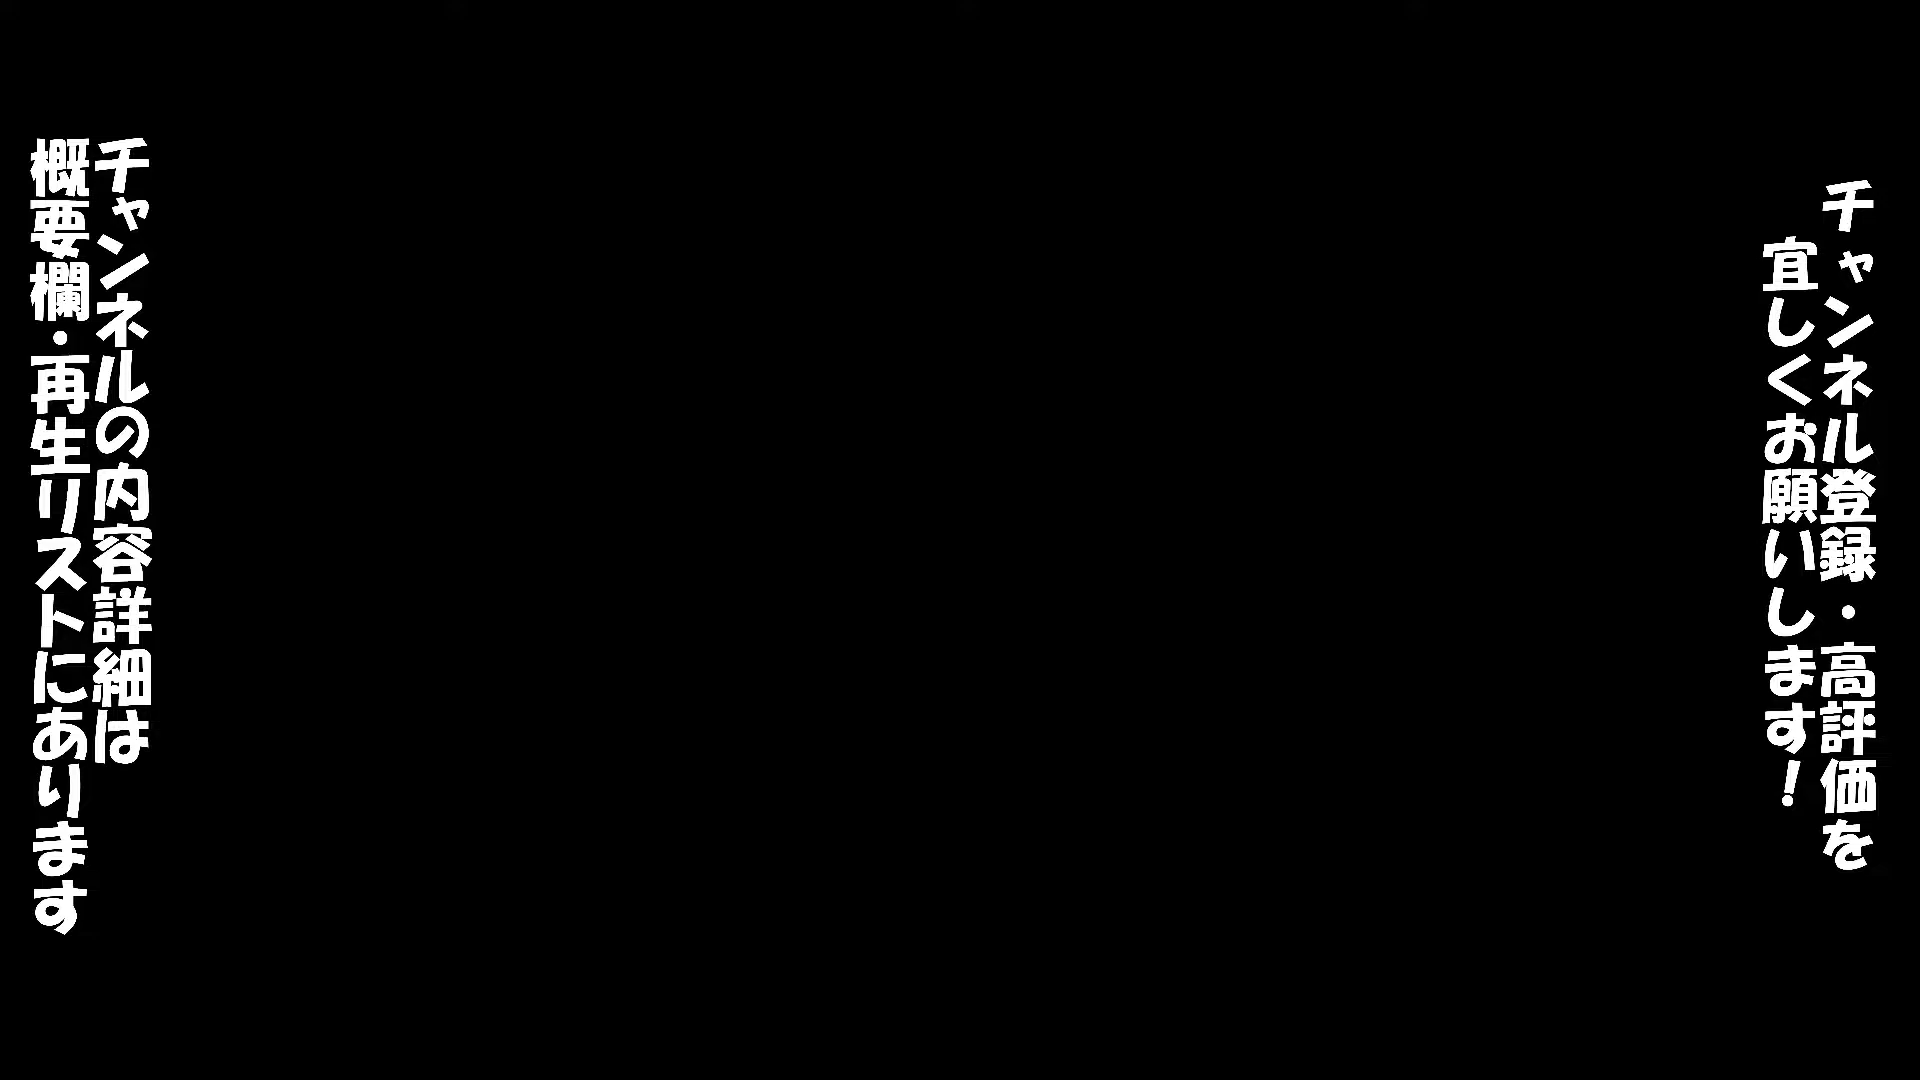 チャンネル登録・高評価を
宜しくお願いします！
チャンネルの内容詳細は
概要欄・再生リストにあります